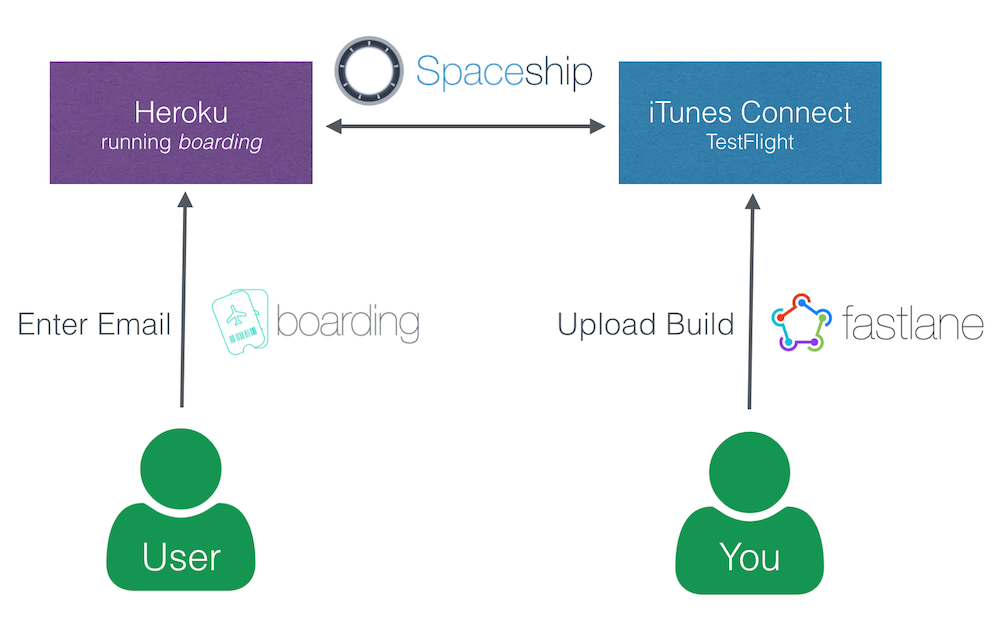 Spaceship
Heroku
running boarding
iTunes Connect
TestFlight
Enter Email
boarding
Upload Build
fastlane
User
You